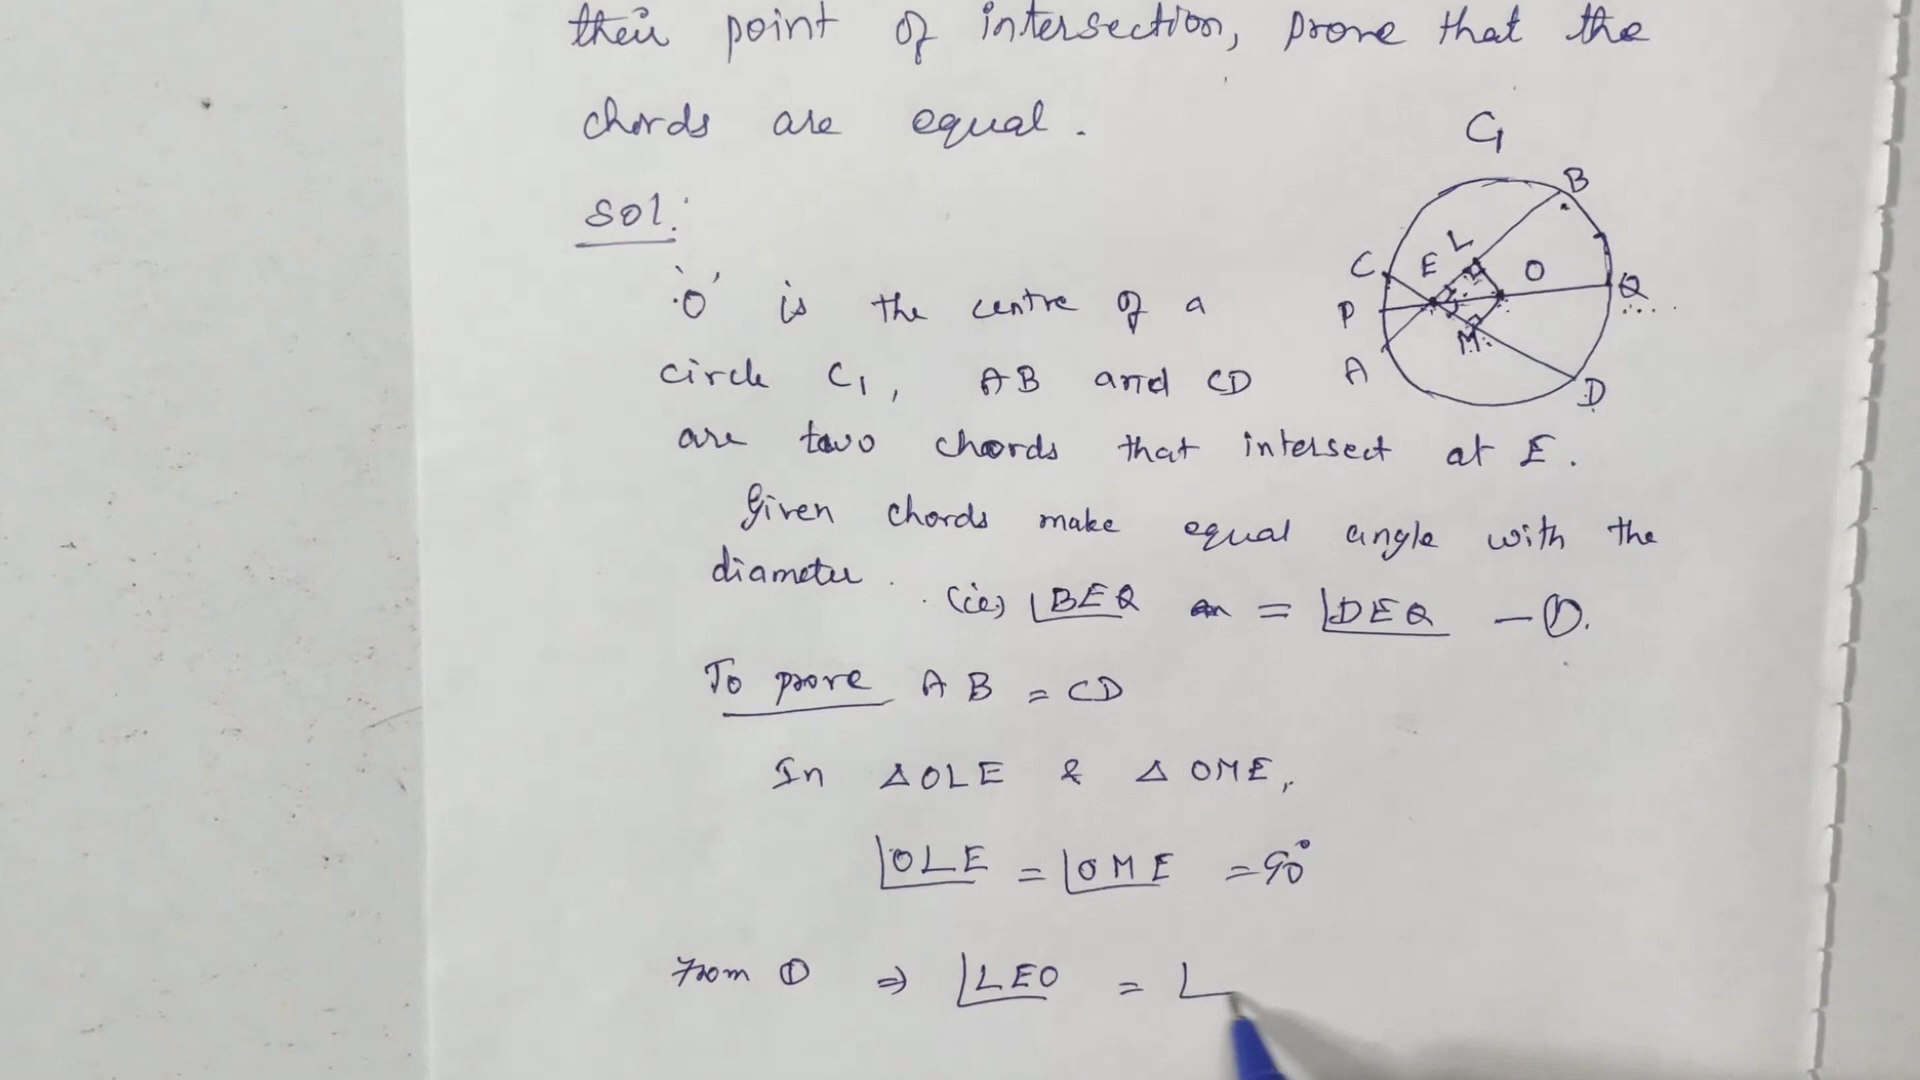 their point of intersection, prove that the
chords are equal.
Sol:
'O' is the centre of a
circle C1, AB and CD
are two chords that intersect at E.
Given chords make equal angle with the
diameter.
(ie) ∠BEQ = ∠DEQ — ①.
To prove AB = CD
In △OLE & △OME,
∠OLE = ∠OME = 90°
From ① ⇒ ∠LEO = ∠
C1
B
L
C E O
P Q
M
A
D